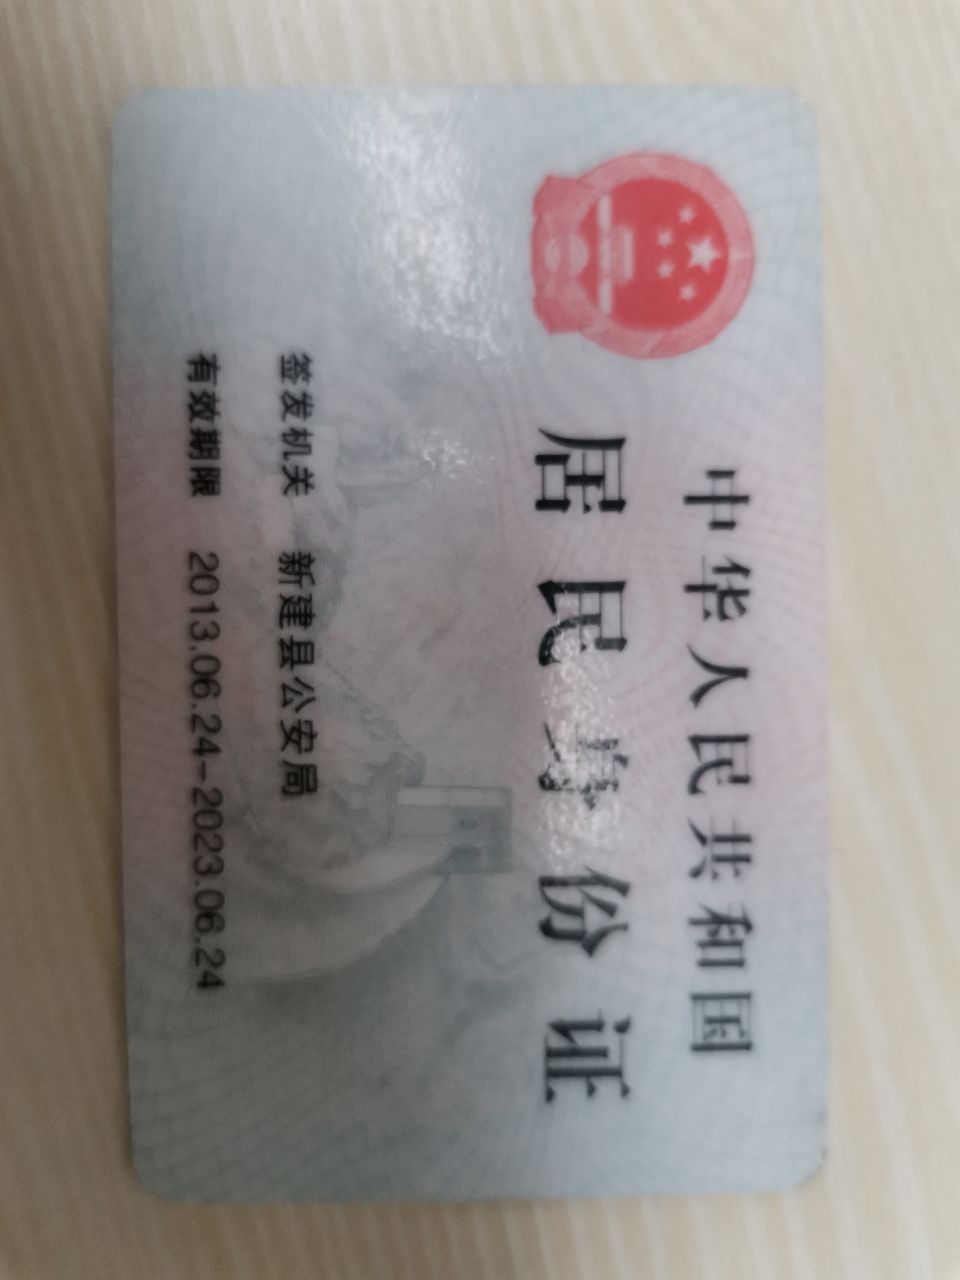 中华人民共和国
居民身份证
签发机关 新建县公安局
有效期限 2013.06.24-2023.06.24